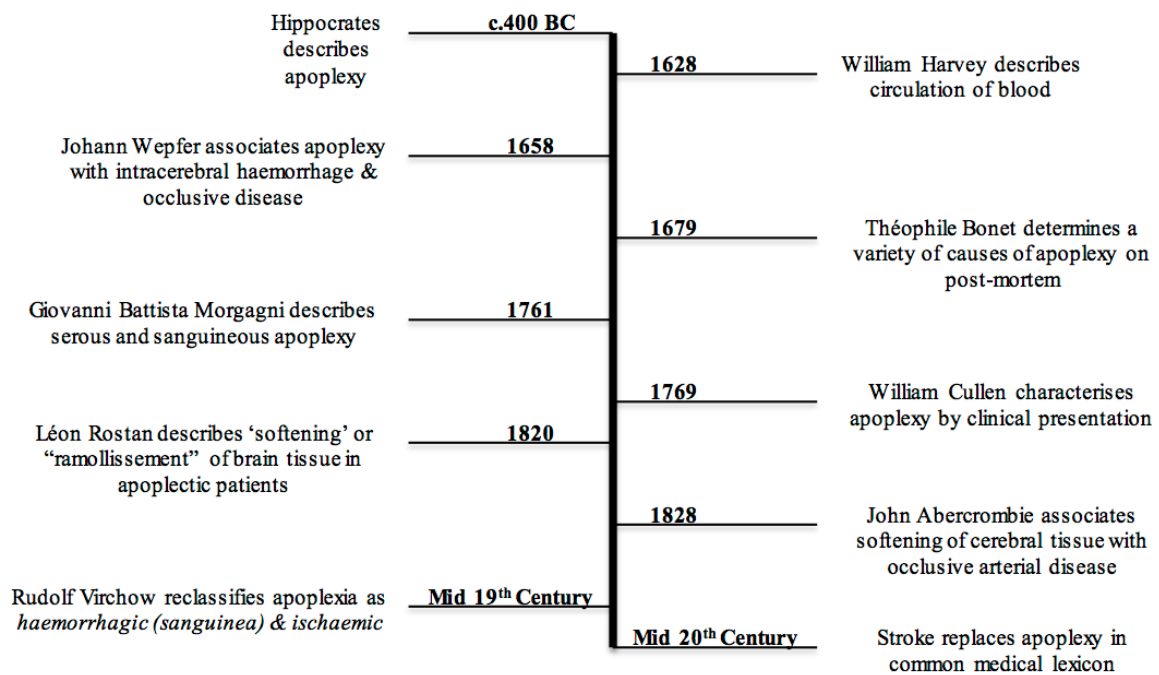 Hippocrates
describes
apoplexy
c.400 BC
1628
William Harvey describes
circulation of blood
Johann Wepfer associates apoplexy
with intracerebral haemorrhage &
occlusive disease
1658
1679
Théophile Bonet determines a
variety of causes of apoplexy on
post-mortem
Giovanni Battista Morgagni describes
serous and sanguineous apoplexy
1761
1769
William Cullen characterises
apoplexy by clinical presentation
Léon Rostan describes ‘softening’ or
“ramollissement” of brain tissue in
apoplectic patients
1820
1828
John Abercrombie associates
softening of cerebral tissue with
occlusive arterial disease
Rudolf Virchow reclassifies apoplexia as
haemorrhagic (sanguinea) & ischaemic
Mid 19th Century
Mid 20th Century
Stroke replaces apoplexy in
common medical lexicon